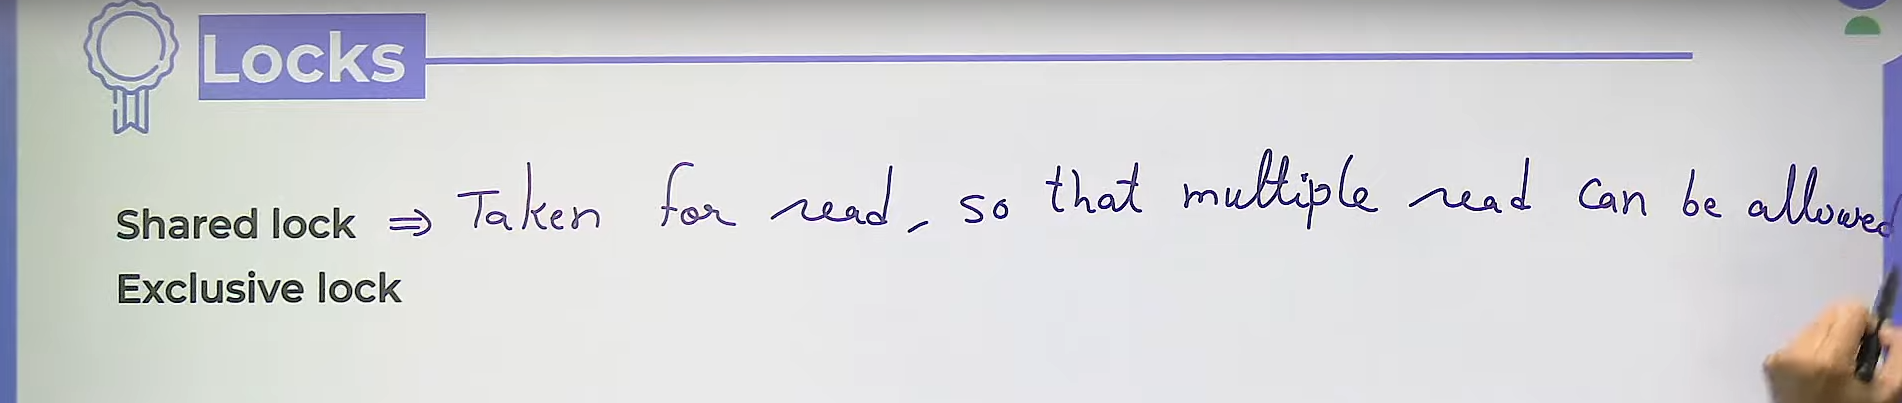 Locks
Shared lock ⇒ Taken for read, so that multiple read can be allowed
Exclusive lock